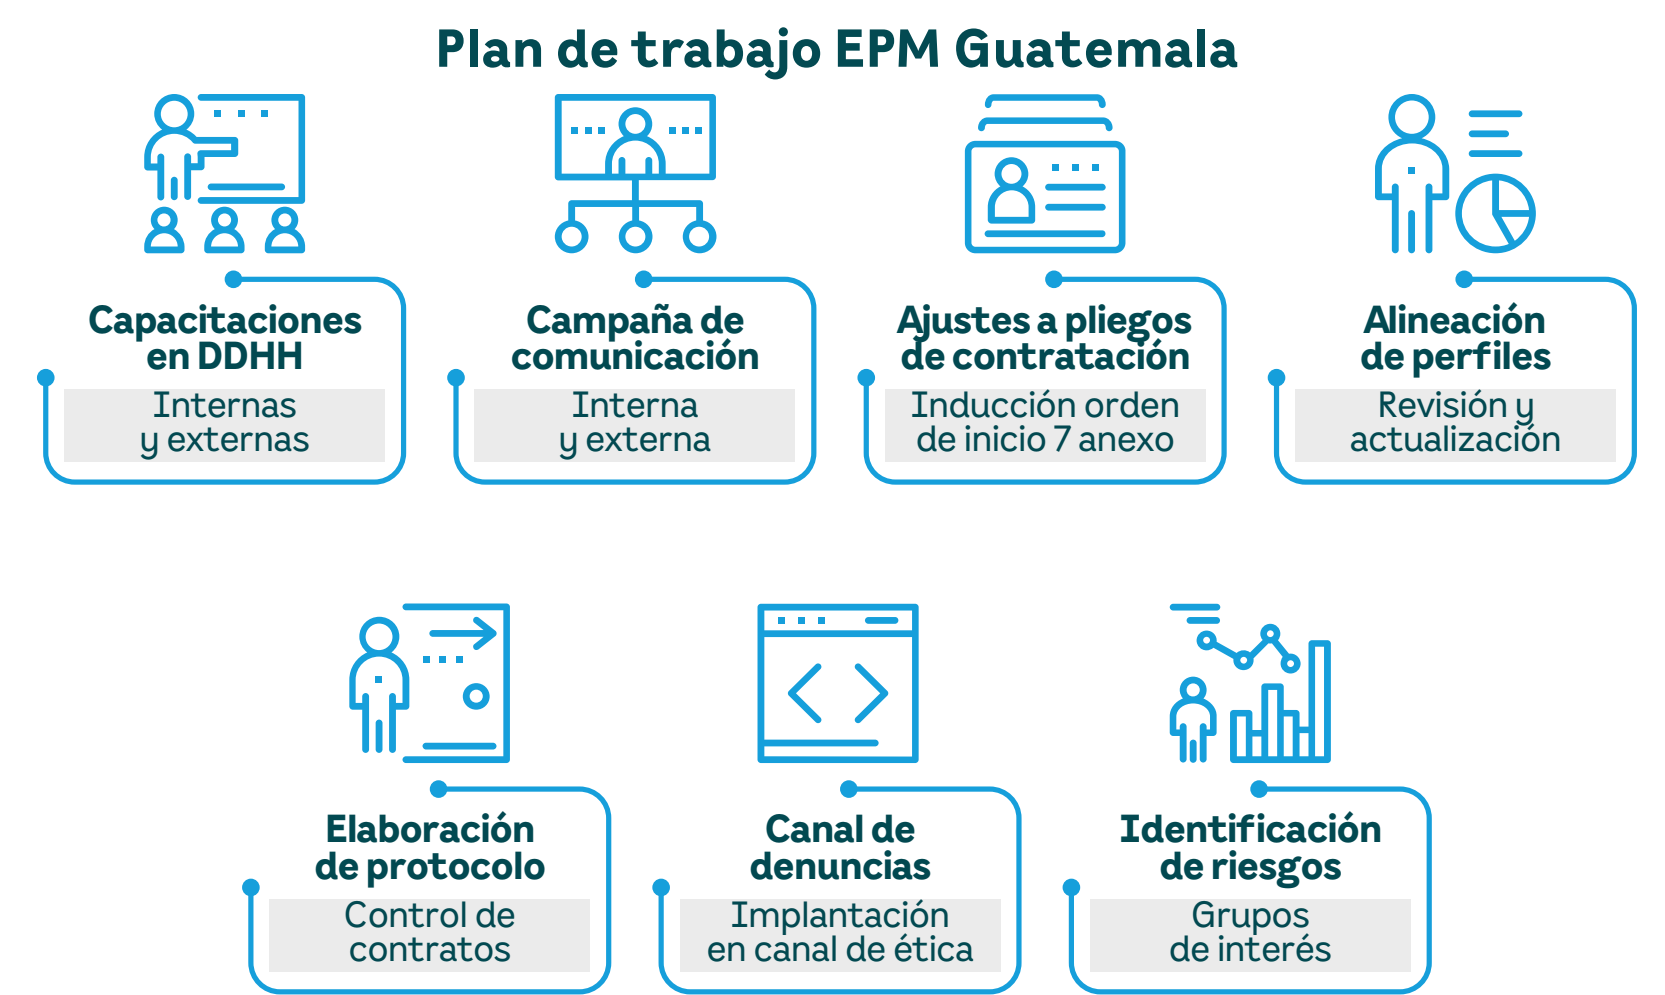 Plan de trabajo EPM Guatemala
Capacitaciones
en DDHH
Internas
y externas
Campaña de
comunicación
Interna
y externa
Ajustes a pliegos
de contratación
Inducción orden
de inicio 7 anexo
Alineación
de perfiles
Revisión y
actualización
Elaboración
de protocolo
Control de
contratos
Canal de
denuncias
Implantación
en canal de ética
Identificación
de riesgos
Grupos
de interés